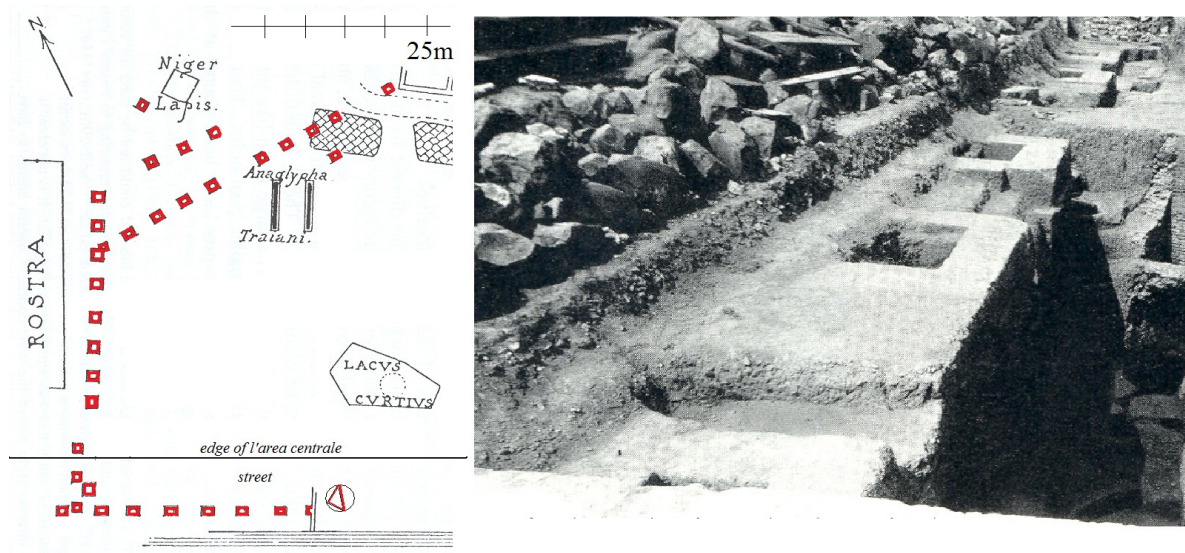 N
25m
Niger
Lapis.
Anaglypha
Traiani.
ROSTRA
LACVS
CVRTIVS
edge of l'area centrale
street